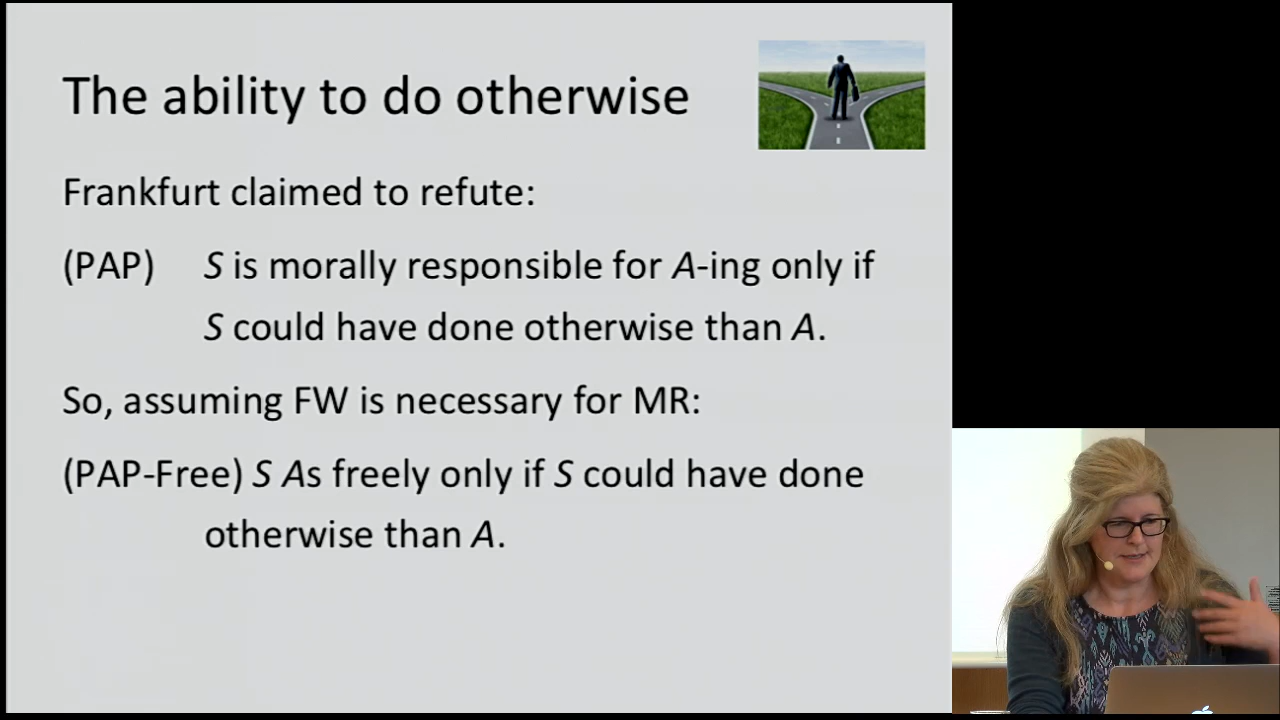 The ability to do otherwise
Frankfurt claimed to refute:
(PAP) S is morally responsible for A-ing only if
S could have done otherwise than A.
So, assuming FW is necessary for MR:
(PAP-Free) S As freely only if S could have done
otherwise than A.